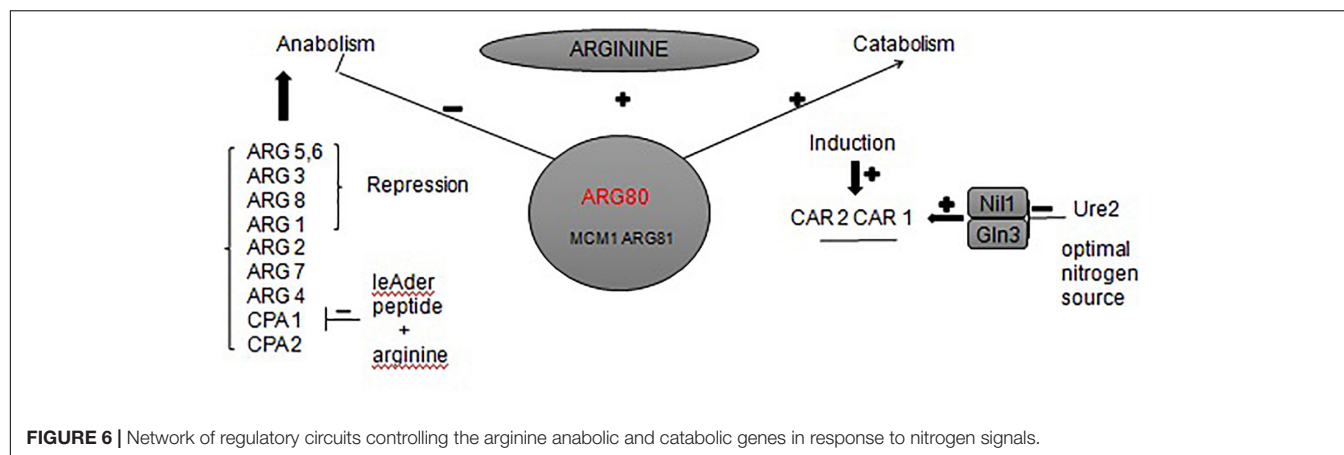 Anabolism
ARGININE
Catabolism
−
+
+
ARG 5,6
ARG 3
ARG 8
ARG 1
ARG 2
ARG 7
ARG 4
CPA 1
CPA 2
Repression
−
leAder
peptide
+
arginine
ARG80
MCM1 ARG81
Induction
+
CAR 2 CAR 1
+
Nil1
Gln3
−
Ure2
optimal
nitrogen
source
FIGURE 6 | Network of regulatory circuits controlling the arginine anabolic and catabolic genes in response to nitrogen signals.